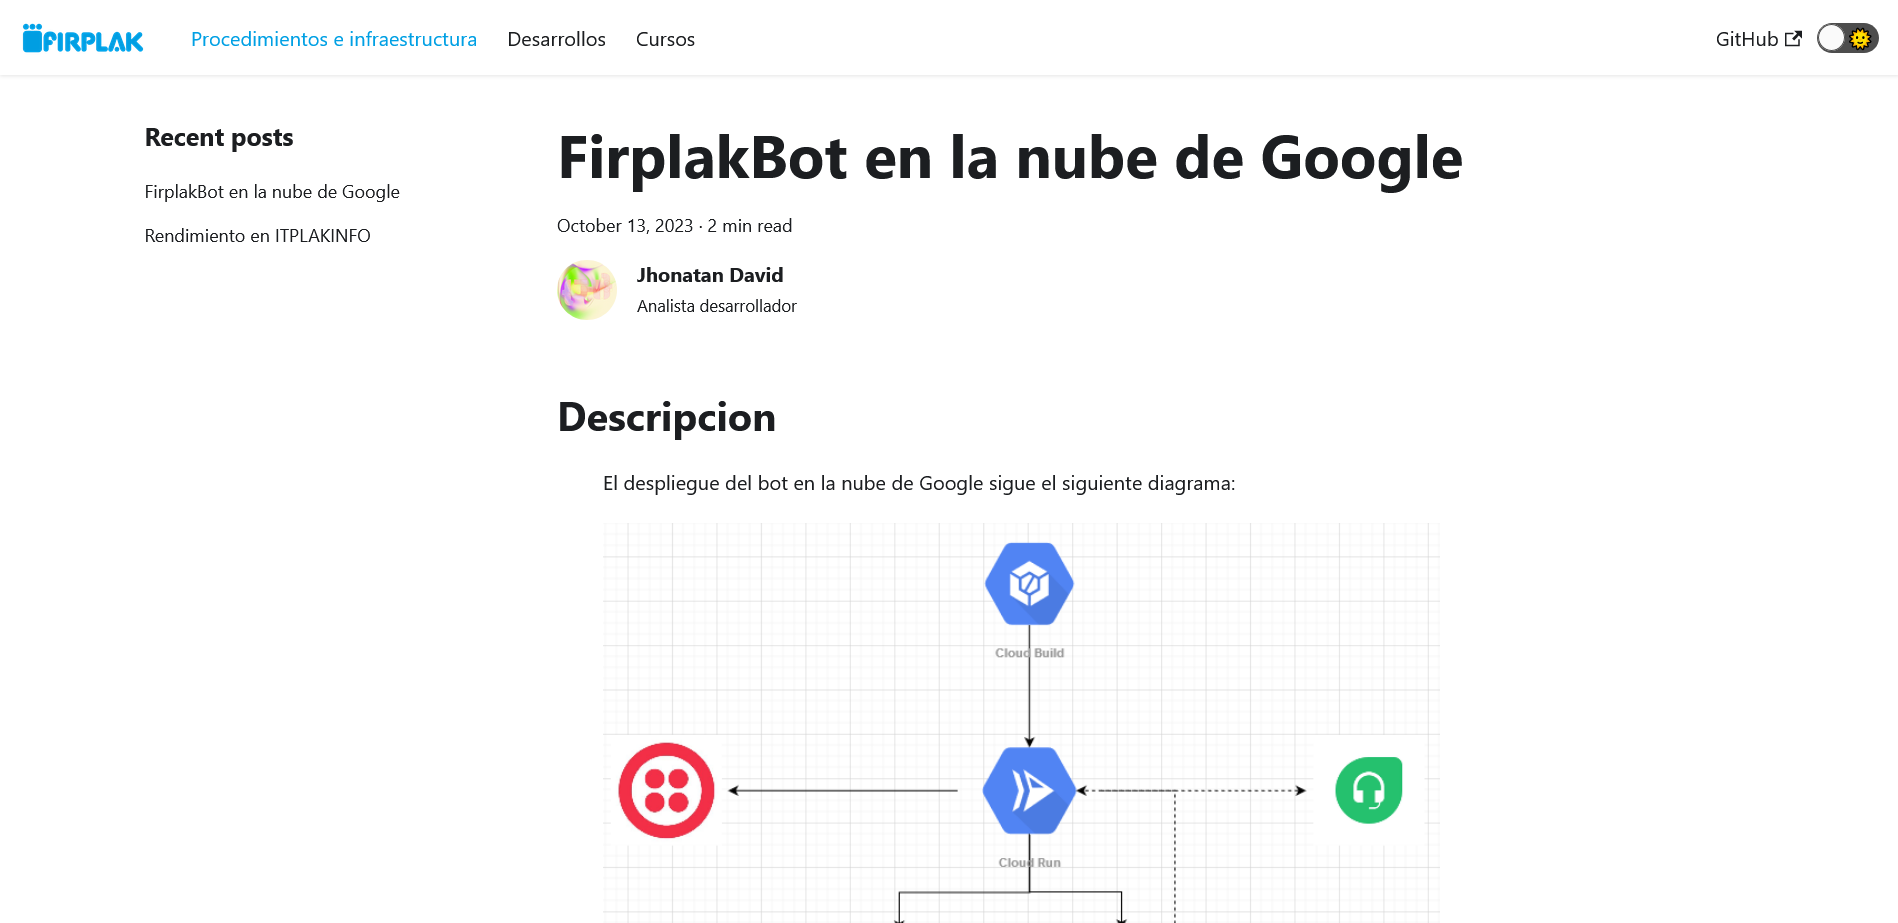 FIRPLAK
Procedimientos e infraestructura
Desarrollos
Cursos
GitHub
Recent posts
FirplakBot en la nube de Google
Rendimiento en ITPLAKINFO
FirplakBot en la nube de Google
October 13, 2023 · 2 min read
Jhonatan David
Analista desarrollador
Descripcion
El despliegue del bot en la nube de Google sigue el siguiente diagrama:
Cloud Build
Cloud Run